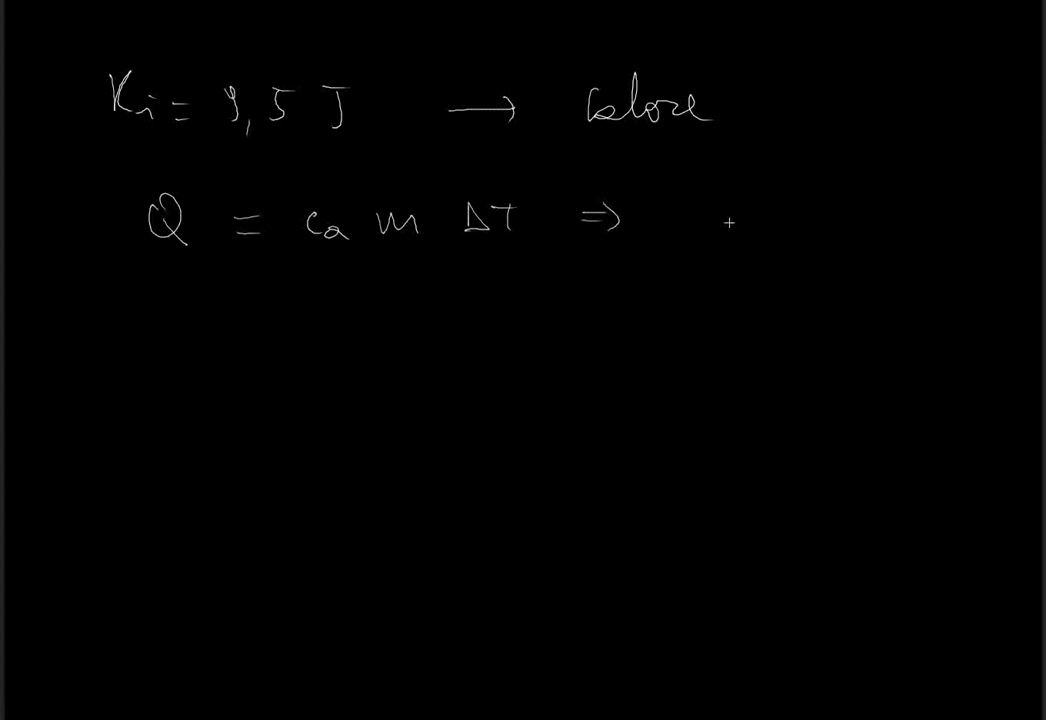 Ki = 9,5 J → calore
Q = ca m ΔT ⇒